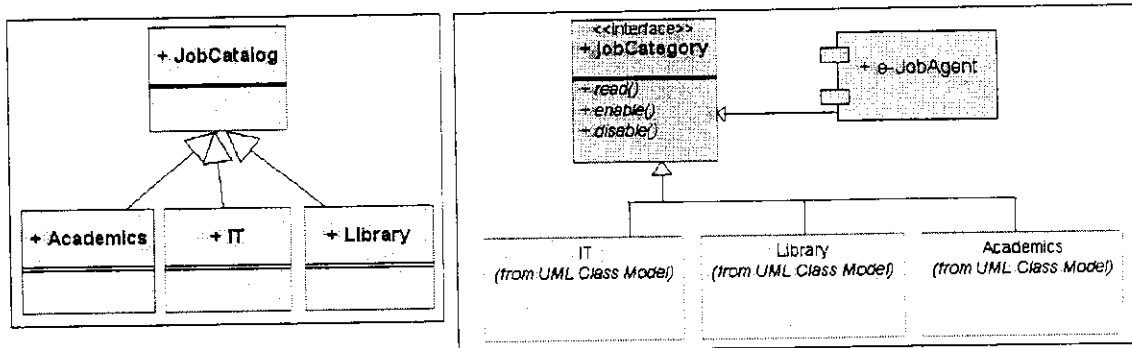 + JobCatalog
+ Academics
+ IT
+ Library
<<interface>>
+ jobCategory
+ read()
+ enable()
+ disable()
+ e-JobAgent
IT
(from UML Class Model)
Library
(from UML Class Model)
Academics
(from UML Class Model)